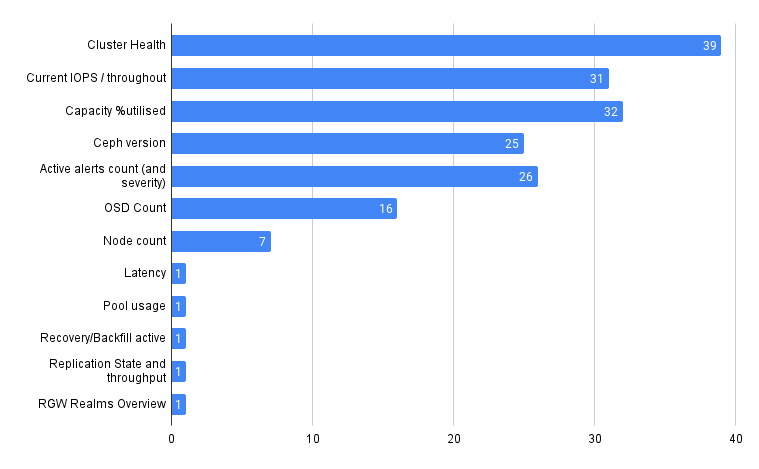 Cluster Health
39
Current IOPS / throughout
31
Capacity %utilised
32
Ceph version
25
Active alerts count (and
severity)
26
OSD Count
16
Node count
7
Latency
1
Pool usage
1
Recovery/Backfill active
1
Replication State and
throughput
1
RGW Realms Overview
1
0
10
20
30
40